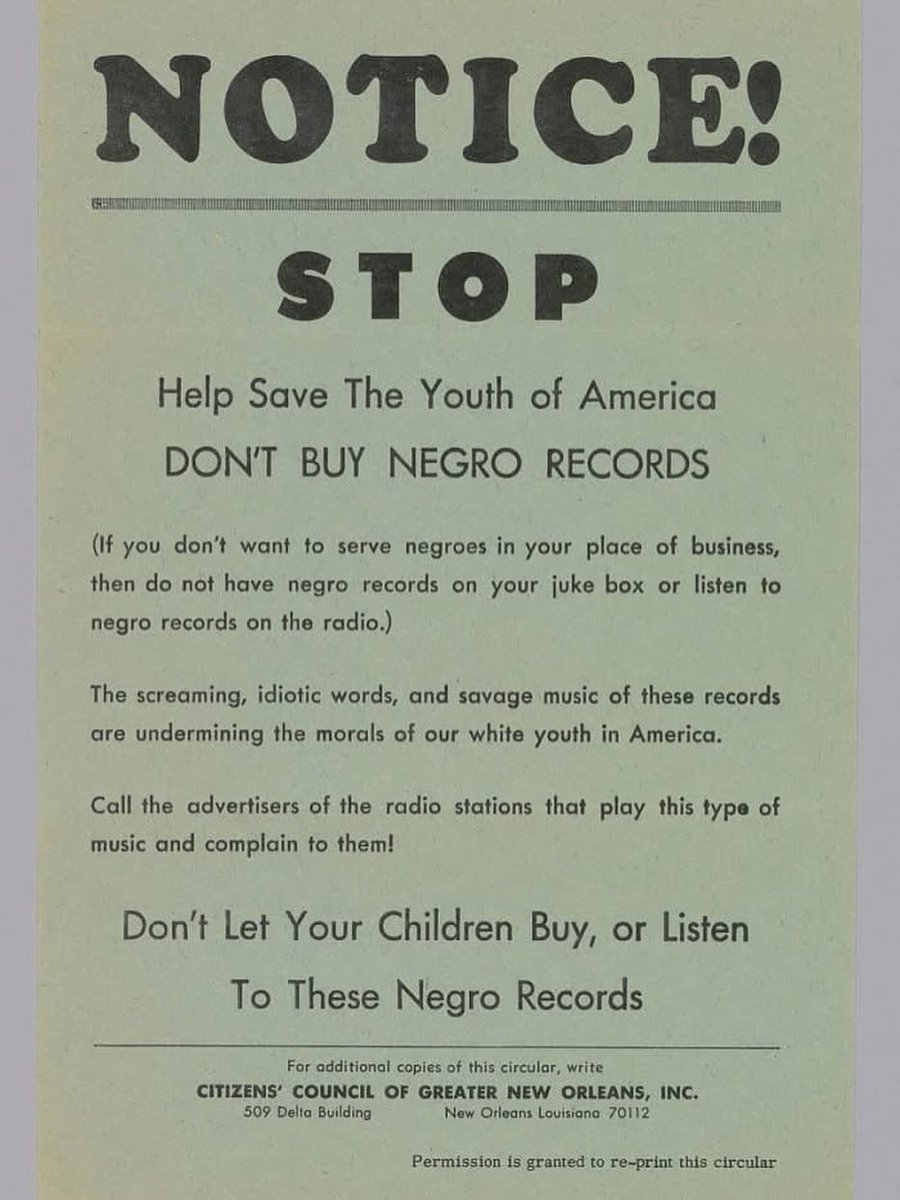 NOTICE!
STOP
Help Save The Youth of America
DON'T BUY NEGRO RECORDS
(If you don't want to serve negroes in your place of business,
then do not have negro records on your juke box or listen to
negro records on the radio.)
The screaming, idiotic words, and savage music of these records
are undermining the morals of our white youth in America.
Call the advertisers of the radio stations that play this type of
music and complain to them!
Don't Let Your Children Buy, or Listen
To These Negro Records
For additional copies of this circular, write
CITIZENS' COUNCIL OF GREATER NEW ORLEANS, INC.
509 Delta Building New Orleans Louisiana 70112
Permission is granted to re-print this circular